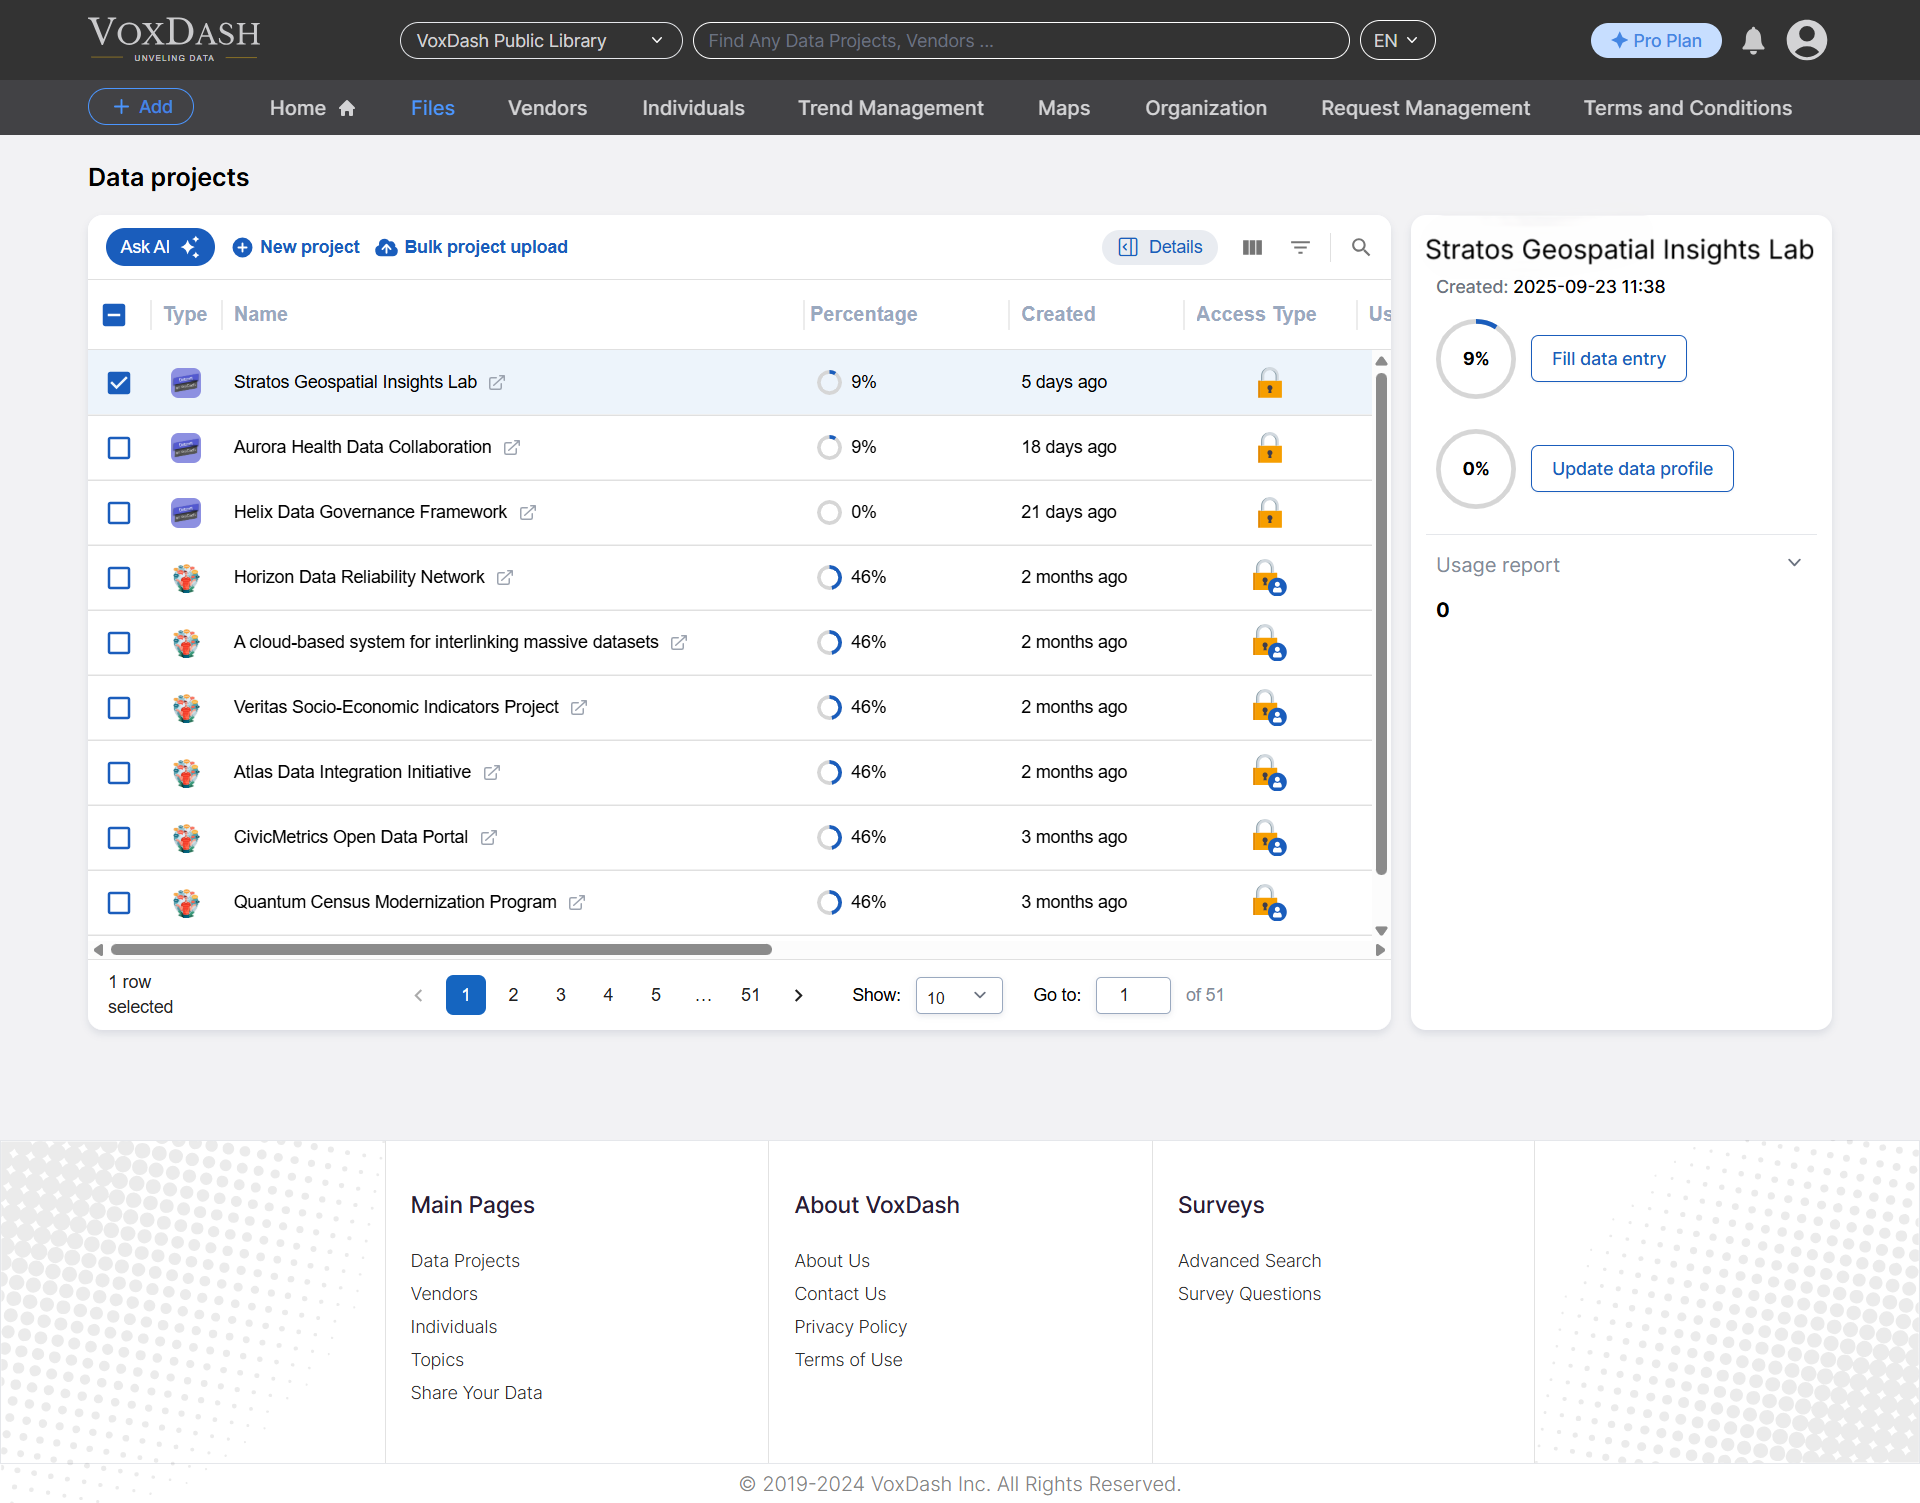 VOXDASH
UNVELING DATA
VoxDash Public Library
Find Any Data Projects, Vendors ...
EN
Pro Plan
Add
Home
Files
Vendors
Individuals
Trend Management
Maps
Organization
Request Management
Terms and Conditions
Data projects
Ask AI
New project
Bulk project upload
Details
Type Name Percentage Created Access Type Us
Stratos Geospatial Insights Lab 9% 5 days ago
Aurora Health Data Collaboration 9% 18 days ago
Helix Data Governance Framework 0% 21 days ago
Horizon Data Reliability Network 46% 2 months ago
A cloud-based system for interlinking massive datasets 46% 2 months ago
Veritas Socio-Economic Indicators Project 46% 2 months ago
Atlas Data Integration Initiative 46% 2 months ago
CivicMetrics Open Data Portal 46% 3 months ago
Quantum Census Modernization Program 46% 3 months ago
1 row
selected
1 2 3 4 5 ... 51
Show: 10
Go to: 1 of 51
Stratos Geospatial Insights Lab
Created: 2025-09-23 11:38
9% Fill data entry
0% Update data profile
Usage report
0
Main Pages
Data Projects
Vendors
Individuals
Topics
Share Your Data
About VoxDash
About Us
Contact Us
Privacy Policy
Terms of Use
Surveys
Advanced Search
Survey Questions
© 2019-2024 VoxDash Inc. All Rights Reserved.